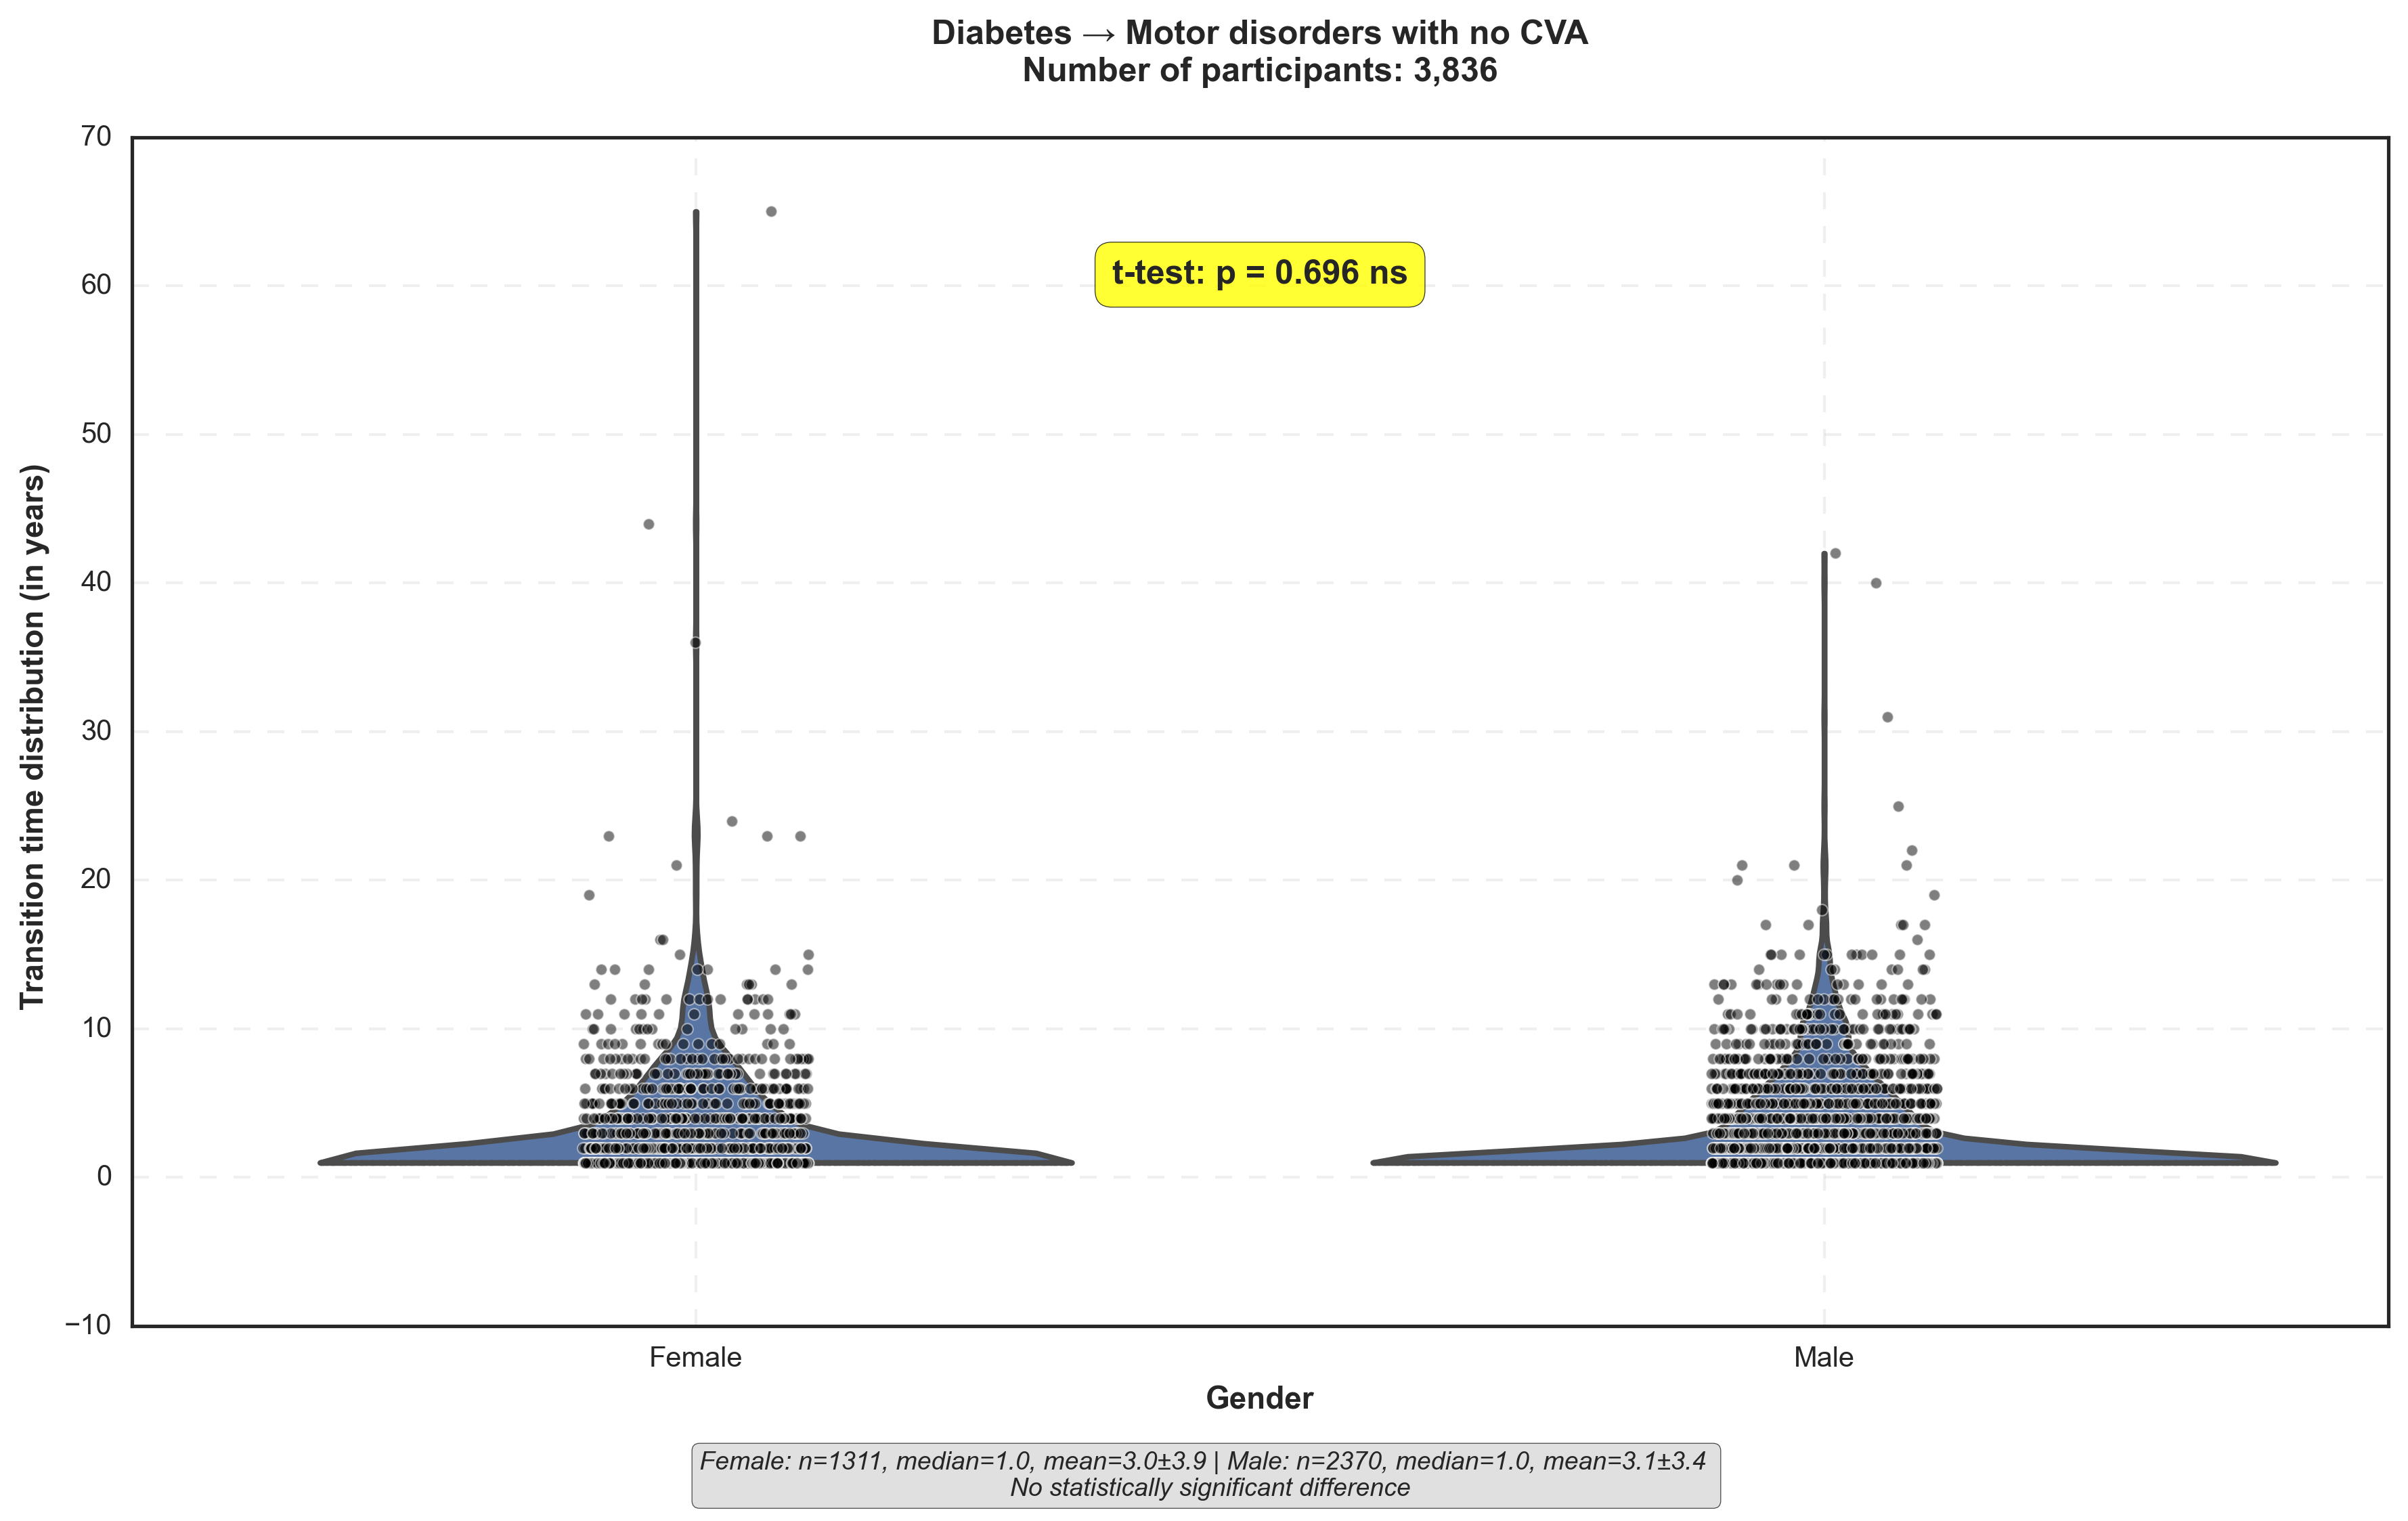 Diabetes → Motor disorders with no CVA
Number of participants: 3,836
70
60
50
40
30
20
10
0
−10
Transition time distribution (in years)
t-test: p = 0.696 ns
Female
Male
Gender
Female: n=1311, median=1.0, mean=3.0±3.9 | Male: n=2370, median=1.0, mean=3.1±3.4
No statistically significant difference